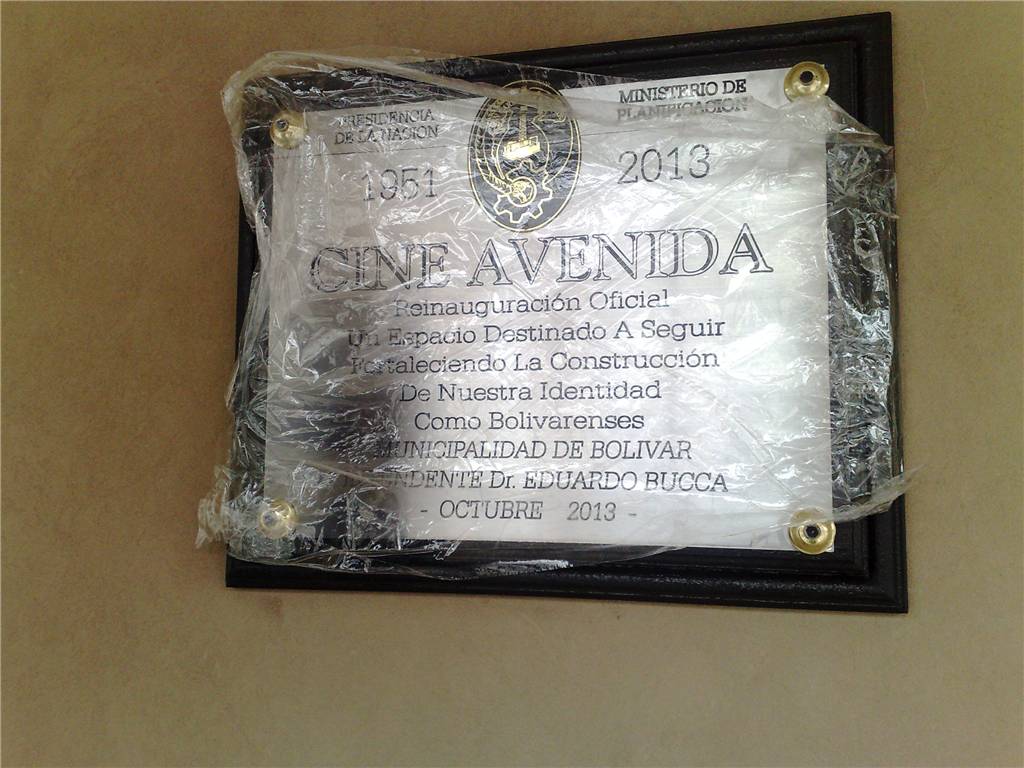 PRESIDENCIA
DE LA NACION
MINISTERIO DE
PLANIFICACION
1951
2013
CINE AVENIDA
Reinauguración Oficial
Un Espacio Destinado A Seguir
Fortaleciendo La Construcción
De Nuestra Identidad
Como Bolivarenses
MUNICIPALIDAD DE BOLIVAR
Dr. EDUARDO BUCCA
- OCTUBRE 2013 -